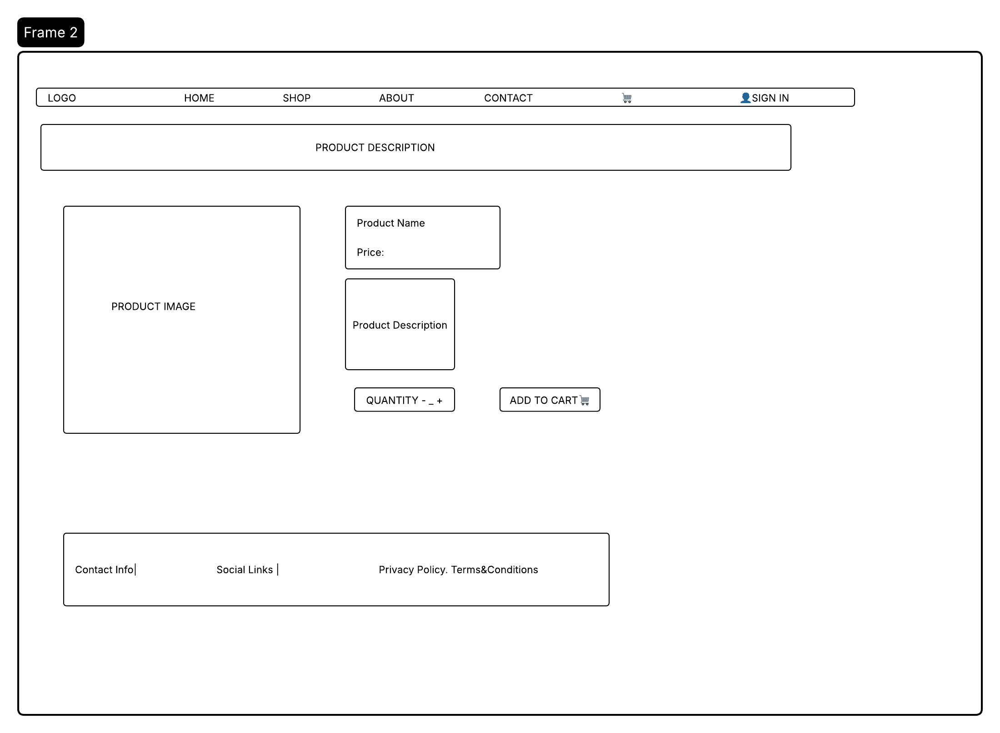 Frame 2
LOGO HOME SHOP ABOUT CONTACT 🛒 👤SIGN IN
PRODUCT DESCRIPTION
Product Name
Price:
PRODUCT IMAGE
Product Description
QUANTITY - _ +
ADD TO CART🛒
Contact Info| Social Links | Privacy Policy. Terms&Conditions